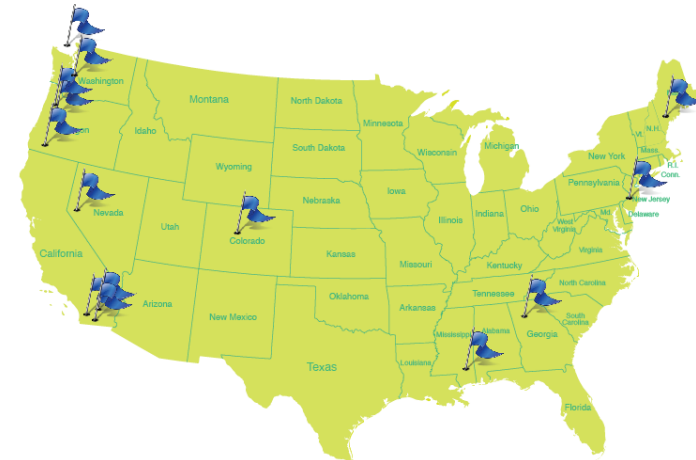 Washington
Montana
North Dakota
Minnesota
Idaho
South Dakota
Wisconsin
Michigan
Vt.
N.H.
Mass.
New York
R.I.
Conn.
Wyoming
Iowa
Nebraska
Pennsylvania
New Jersey
Nevada
Utah
Colorado
Illinois
Indiana
Ohio
Md.
Delaware
West
Virginia
Virginia
California
Kansas
Missouri
Kentucky
Arizona
New Mexico
Oklahoma
Arkansas
Tennessee
North Carolina
South
Carolina
Mississippi
Alabama
Georgia
Texas
Louisiana
Florida